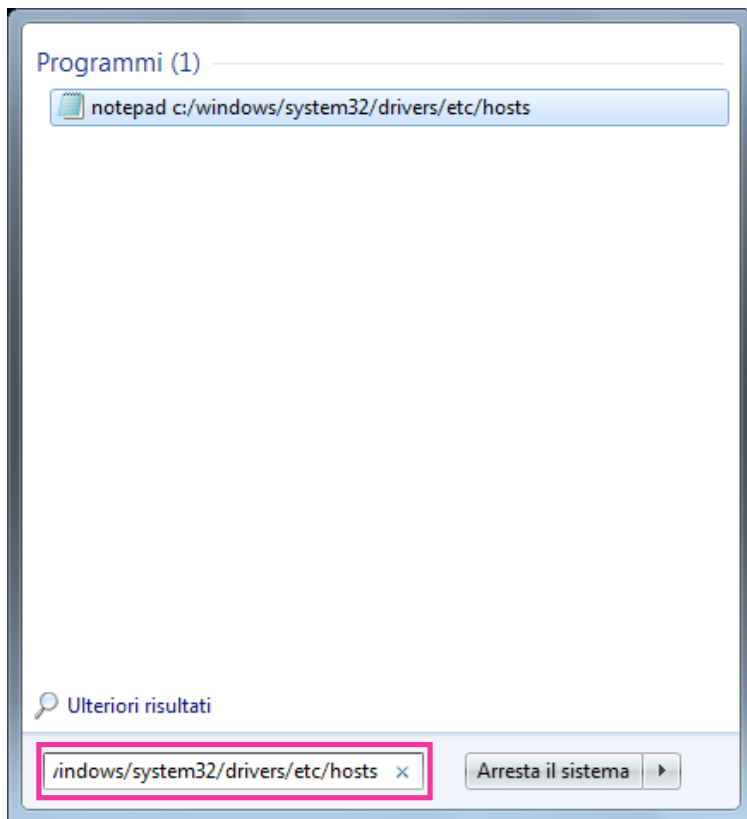 Programmi (1)
notepad c:/windows/system32/drivers/etc/hosts
Ulteriori risultati
/indows/system32/drivers/etc/hosts
Arresta il sistema